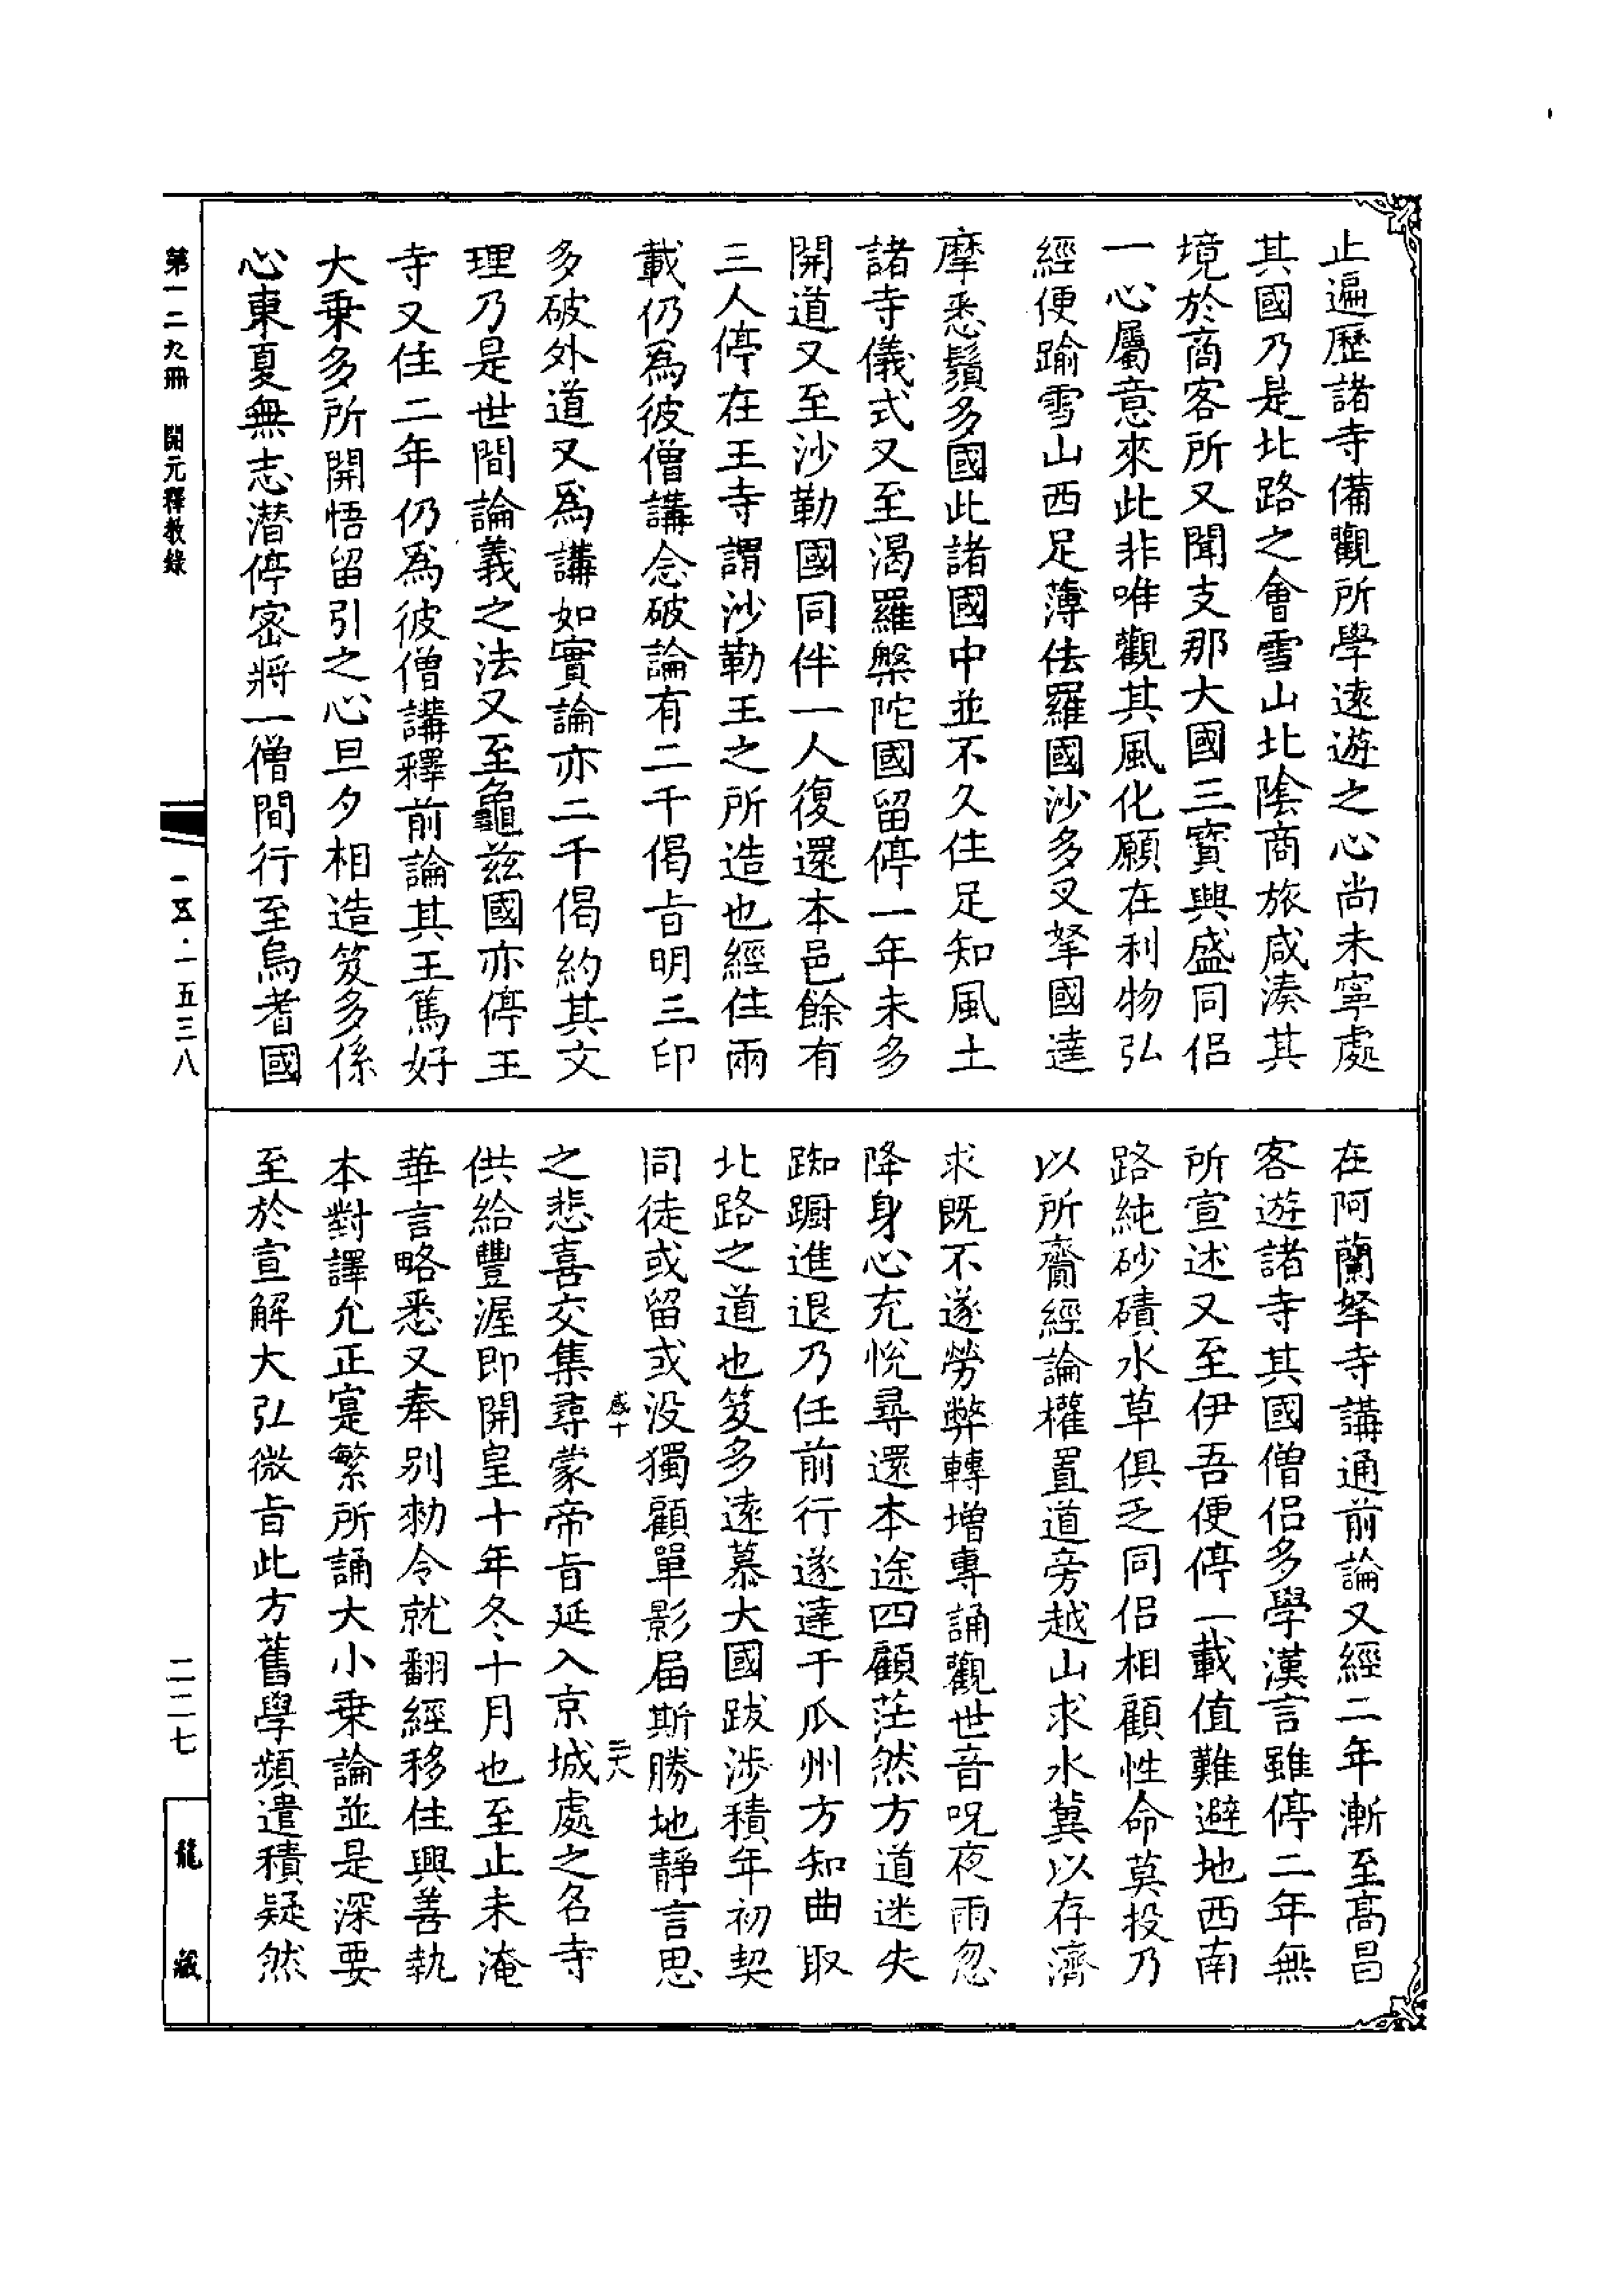 止遍歷諸寺備觀所學遠遊之心尚未寧處
其國乃是北路之會雪山北陰商旅咸湊其
境於商客所又聞支那大國三寶興盛同侶
一心屬意來此非唯觀其風化願在利物弘
經便踰雪山西足薄佉羅國沙多叉拏國達
摩悉鬚多國此諸國中並不久住足知風土
諸寺儀式又至渴羅槃陀國留停一年未多
開道又至沙勒國同伴一人復還本邑餘有
三人停在王寺謂沙勒王之所造也經住兩
載仍為彼僧講念破論有二千偈旨明三印
多破外道又為講如實論亦二千偈約其文
理乃是世間論義之法又至龜茲國亦停王
寺又住二年仍為彼僧講釋前論其王篤好
大乗多所開悟留引之心旦夕相造笈多係
心東夏無志潛停密將一僧間行至烏耆國
在阿蘭拏寺講通前論又經二年漸至高昌
客遊諸寺其國僧侶多學漢言雖停二年無
所宣述又至伊吾便停一載值難避地西南
路純砂磧水草俱乏同侶相顧性命莫投乃
以所齎經論權置道旁越山求水冀以存濟
求既不遂勞弊轉增專誦觀世音呪夜雨忽
降身心充悅尋還本途四顧茫然方道迷失
踟蹰進退乃任前行遂達于瓜州方知曲取
北路之道也笈多遠慕大國跋涉積年初契
同徒或留或沒獨顧單影届斯勝地靜言思
感十
二六
之悲喜交集尋蒙帝旨延入京城處之名寺
供給豐渥即開皇十年冬十月也至止未淹
華言略悉又奉别勅令就翻經移住興善執
本對譯允正寔繁所誦大小乗論並是深要
至於宣解大弘微旨此方舊學頻遣積疑然
第一二九冊 開元釋教錄
一五·一五三八
二二七
龍藏